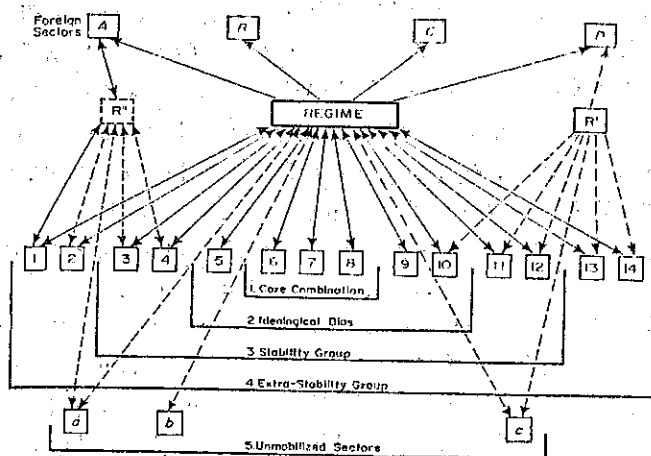 Foreign
Sectors
A
B
C
D
R"
REGIME
R'
1 2 3 4 5 6 7 8 9 10 11 12 13 14
1. Core Combination
2 Ideological Bias
3 Stability Group
4 Extra-Stability Group
a b c
5. Unmobilized Sectors